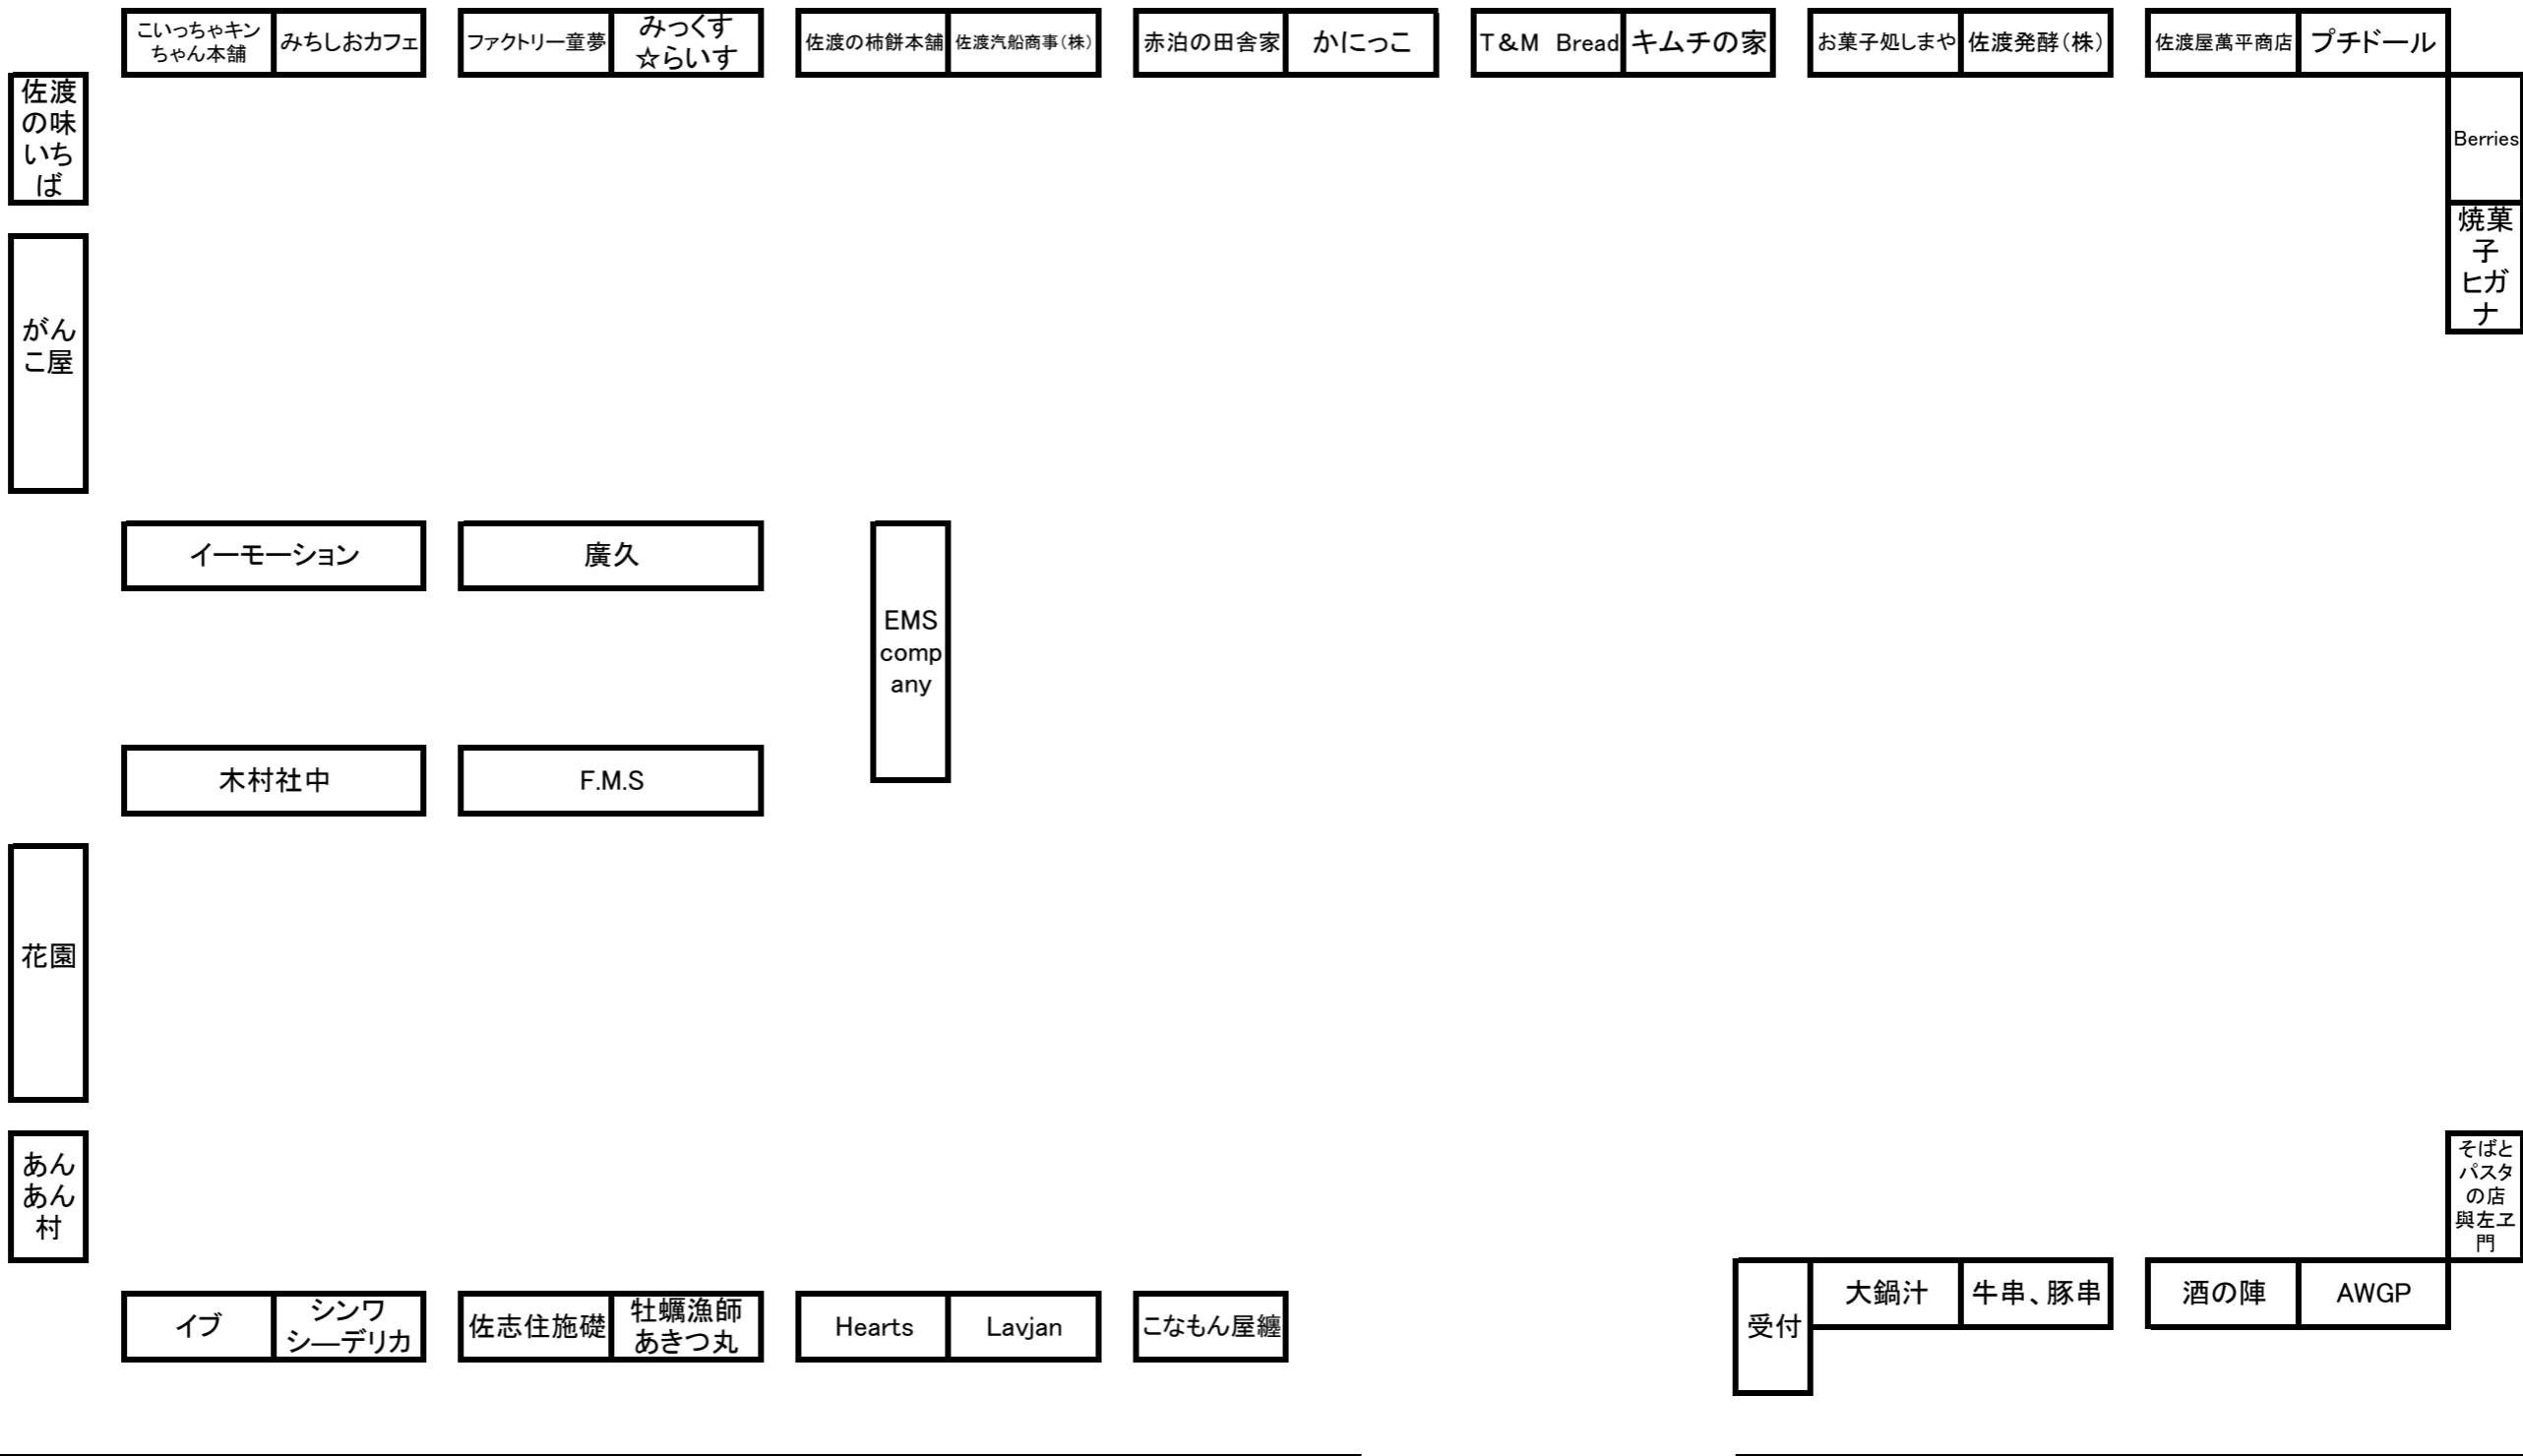 こいっちゃキン
ちゃん本舗
みちしおカフェ
ファクトリー童夢
みっくす
☆らいす
佐渡の柿餅本舗
佐渡汽船商事（株）
赤泊の田舎家
かにっこ
T＆M　Bread
キムチの家
お菓子処しまや
佐渡発酵（株）
佐渡屋萬平商店
プチドール
佐渡
の味
いち
ば
Berries
焼菓
子
ヒガ
ナ
がん
こ屋
イーモーション
廣久
EMS
comp
any
木村社中
F.M.S
花園
あん
あん
村
そばと
パスタ
の店
與左ヱ
門
イブ
シンワ
シ―デリカ
佐志住施礎
牡蠣漁師
あきつ丸
Hearts
Lavjan
こなもん屋纏
受付
大鍋汁
牛串、豚串
酒の陣
AWGP